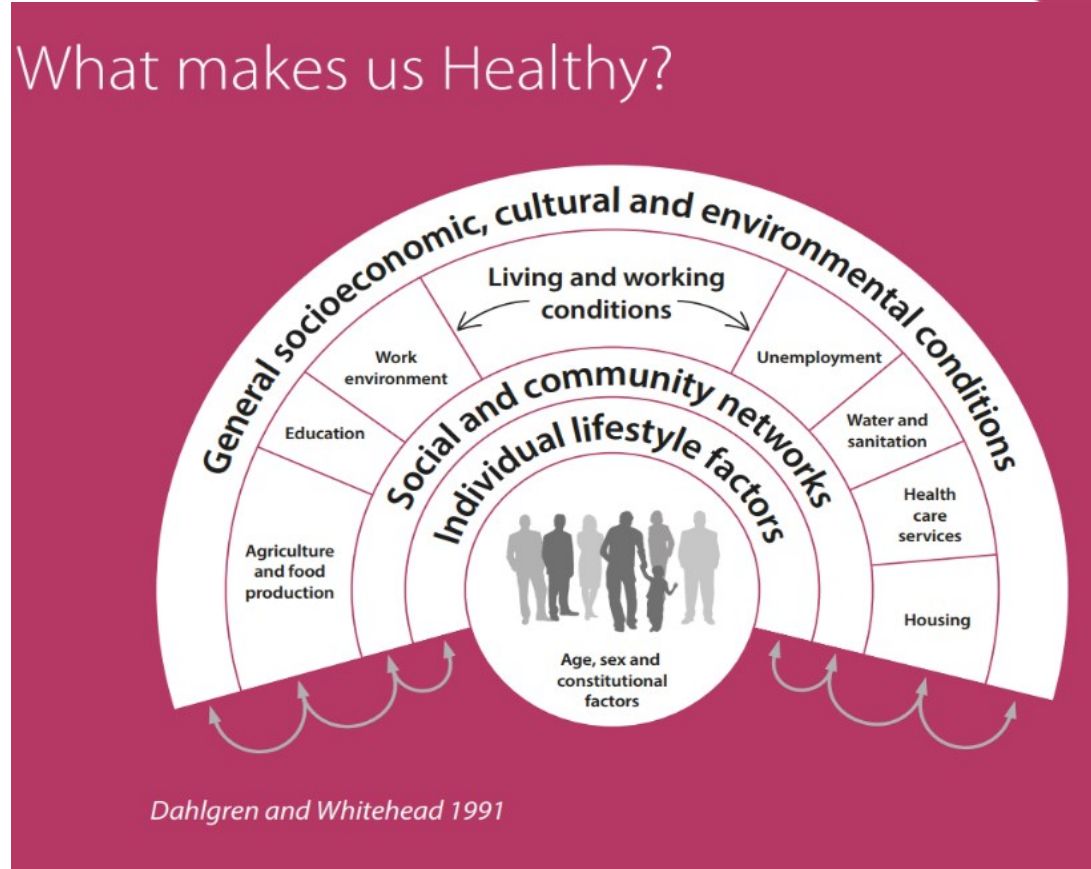 What makes us Healthy?
General socioeconomic, cultural and environmental conditions
Living and working
conditions
Work
environment
Unemployment
Education
Water and
sanitation
Social and community networks
Individual lifestyle factors
Agriculture
and food
production
Health
care
services
Housing
Age, sex and
constitutional
factors
Dahlgren and Whitehead 1991